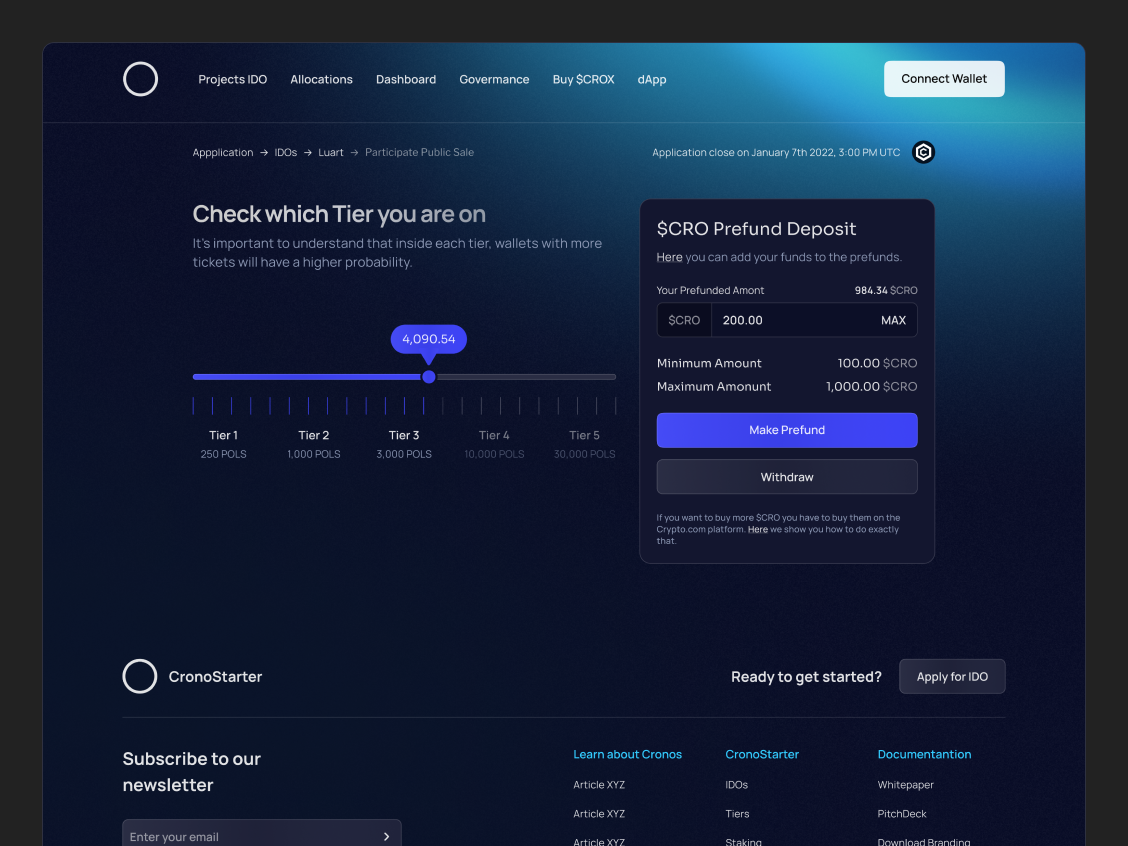 Projects IDO Allocations Dashboard Govermance Buy $CROX dApp Connect Wallet
Appplication → IDOs → Luart → Participate Public Sale
Application close on January 7th 2022, 3:00 PM UTC
Check which Tier you are on
It's important to understand that inside each tier, wallets with more
tickets will have a higher probability.
4,090.54
Tier 1 Tier 2 Tier 3 Tier 4 Tier 5
250 POLS 1,000 POLS 3,000 POLS 10,000 POLS 30,000 POLS
$CRO Prefund Deposit
Here you can add your funds to the prefunds.
Your Prefunded Amont 984.34 $CRO
$CRO 200.00 MAX
Minimum Amount 100.00 $CRO
Maximum Amonunt 1,000.00 $CRO
Make Prefund
Withdraw
If you want to buy more $CRO you have to buy them on the
Crypto.com platform. Here we show you how to do exactly
that.
CronoStarter
Ready to get started? Apply for IDO
Subscribe to our
newsletter
Enter your email
Learn about Cronos CronoStarter Documentantion
Article XYZ IDOs Whitepaper
Article XYZ Tiers PitchDeck
Article XYZ Staking Download Branding